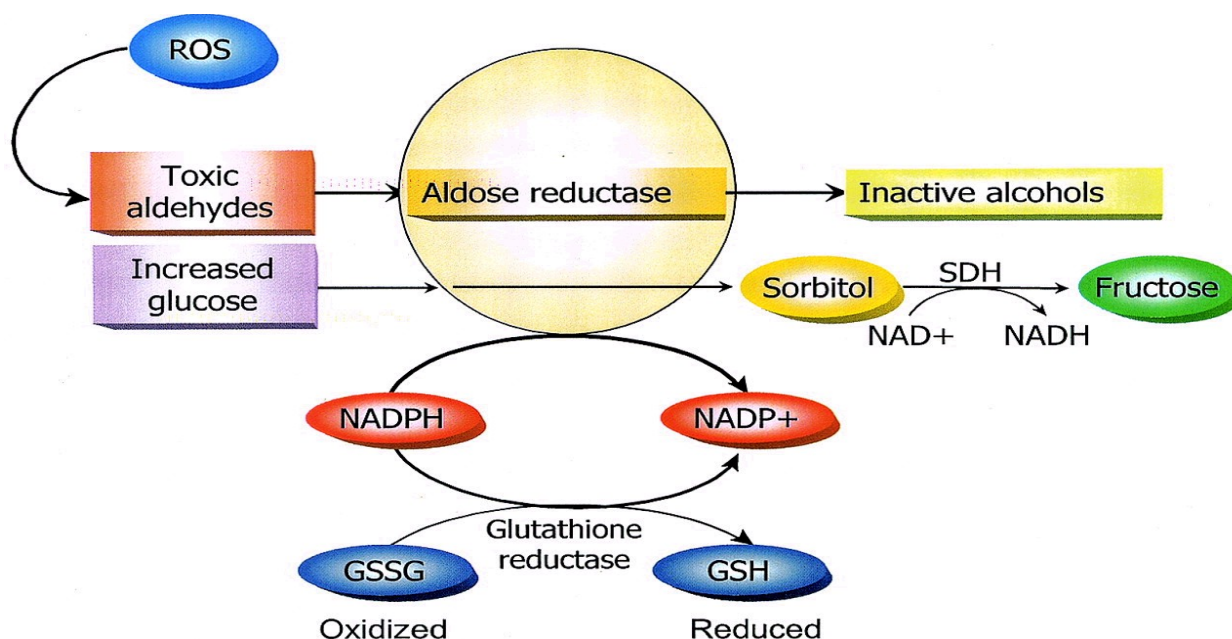 ROS
Toxic
aldehydes
Aldose reductase
Inactive alcohols
Increased
glucose
Sorbitol
SDH
Fructose
NAD+
NADH
NADPH
NADP+
Glutathione
reductase
GSSG
GSH
Oxidized
Reduced